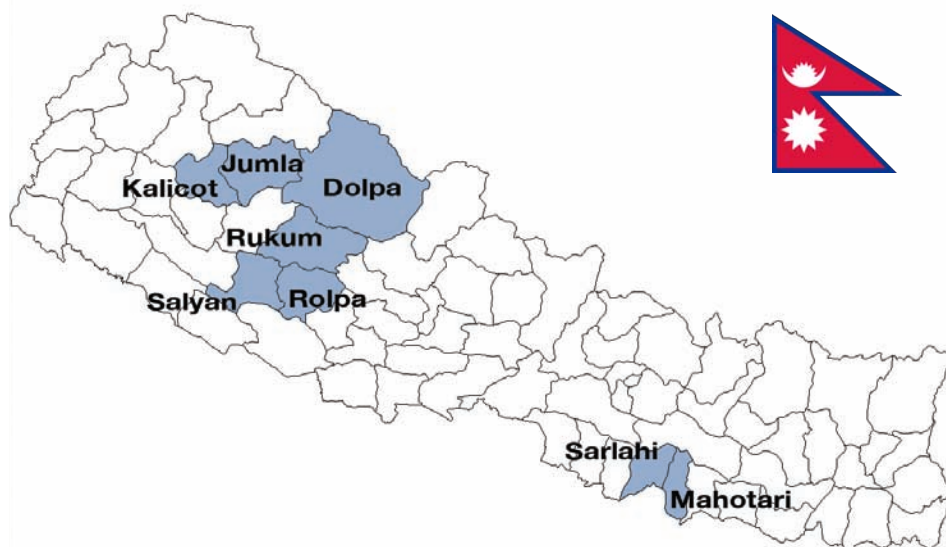 Jumla
Kalicot
Dolpa
Rukum
Salyan
Rolpa
Sarlahi
Mahotari